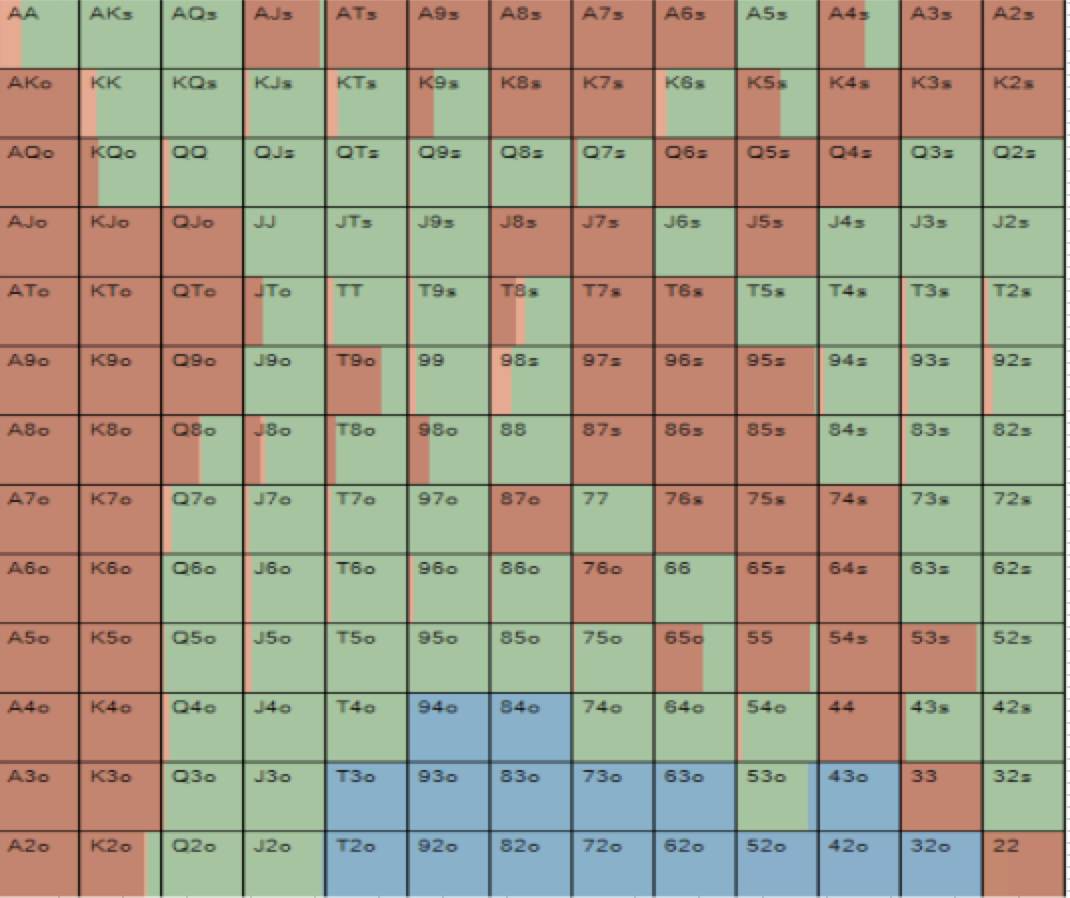 AA AKs AQs AJs ATs A9s A8s A7s A6s A5s A4s A3s A2s
AKo KK KQs KJs KTs K9s K8s K7s K6s K5s K4s K3s K2s
AQo KQo QQ QJs QTs Q9s Q8s Q7s Q6s Q5s Q4s Q3s Q2s
AJo KJo QJo JJ JTs J9s J8s J7s J6s J5s J4s J3s J2s
ATo KTo QTo JTo TT T9s T8s T7s T6s T5s T4s T3s T2s
A9o K9o Q9o J9o T9o 99 98s 97s 96s 95s 94s 93s 92s
A8o K8o Q8o J8o T8o 98o 88 87s 86s 85s 84s 83s 82s
A7o K7o Q7o J7o T7o 97o 87o 77 76s 75s 74s 73s 72s
A6o K6o Q6o J6o T6o 96o 86o 76o 66 65s 64s 63s 62s
A5o K5o Q5o J5o T5o 95o 85o 75o 65o 55 54s 53s 52s
A4o K4o Q4o J4o T4o 94o 84o 74o 64o 54o 44 43s 42s
A3o K3o Q3o J3o T3o 93o 83o 73o 63o 53o 43o 33 32s
A2o K2o Q2o J2o T2o 92o 82o 72o 62o 52o 42o 32o 22